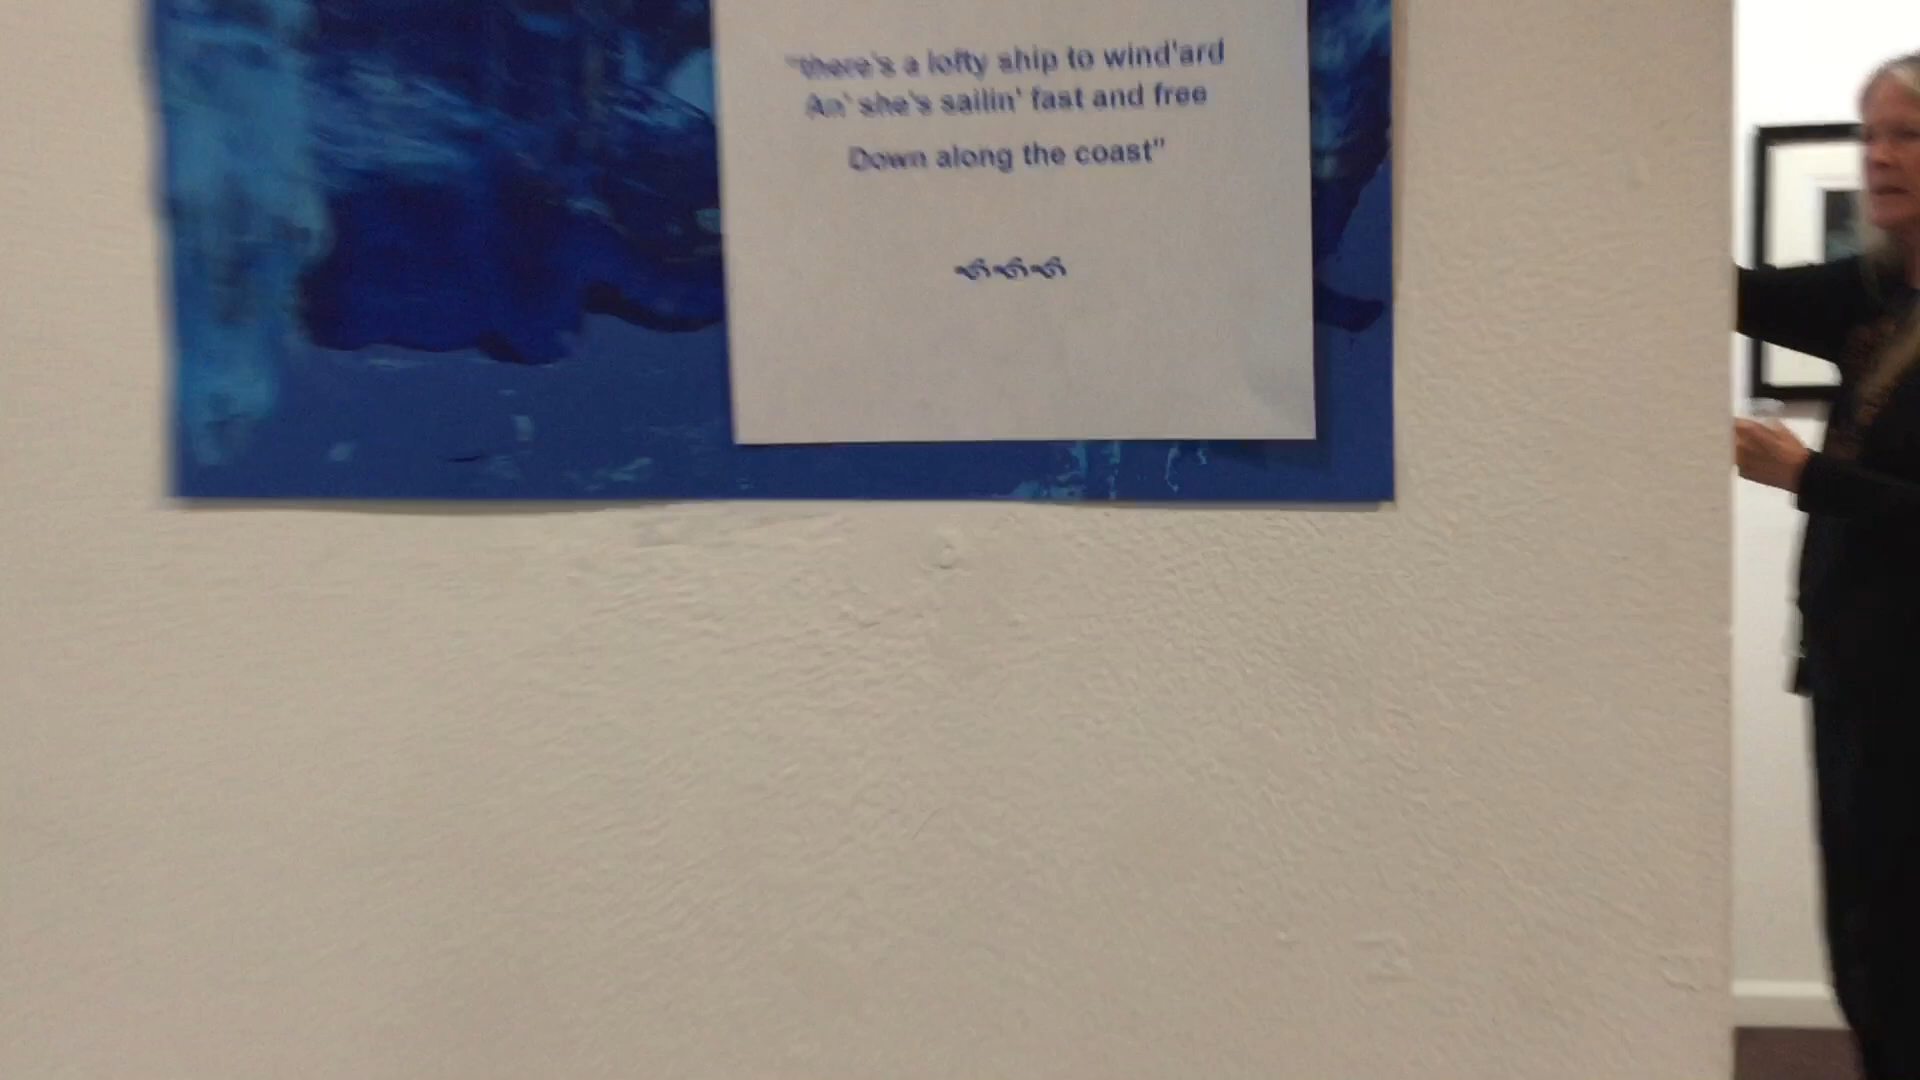 "there's a lofty ship to wind'ard
An' she's sailin' fast and free
Down along the coast"